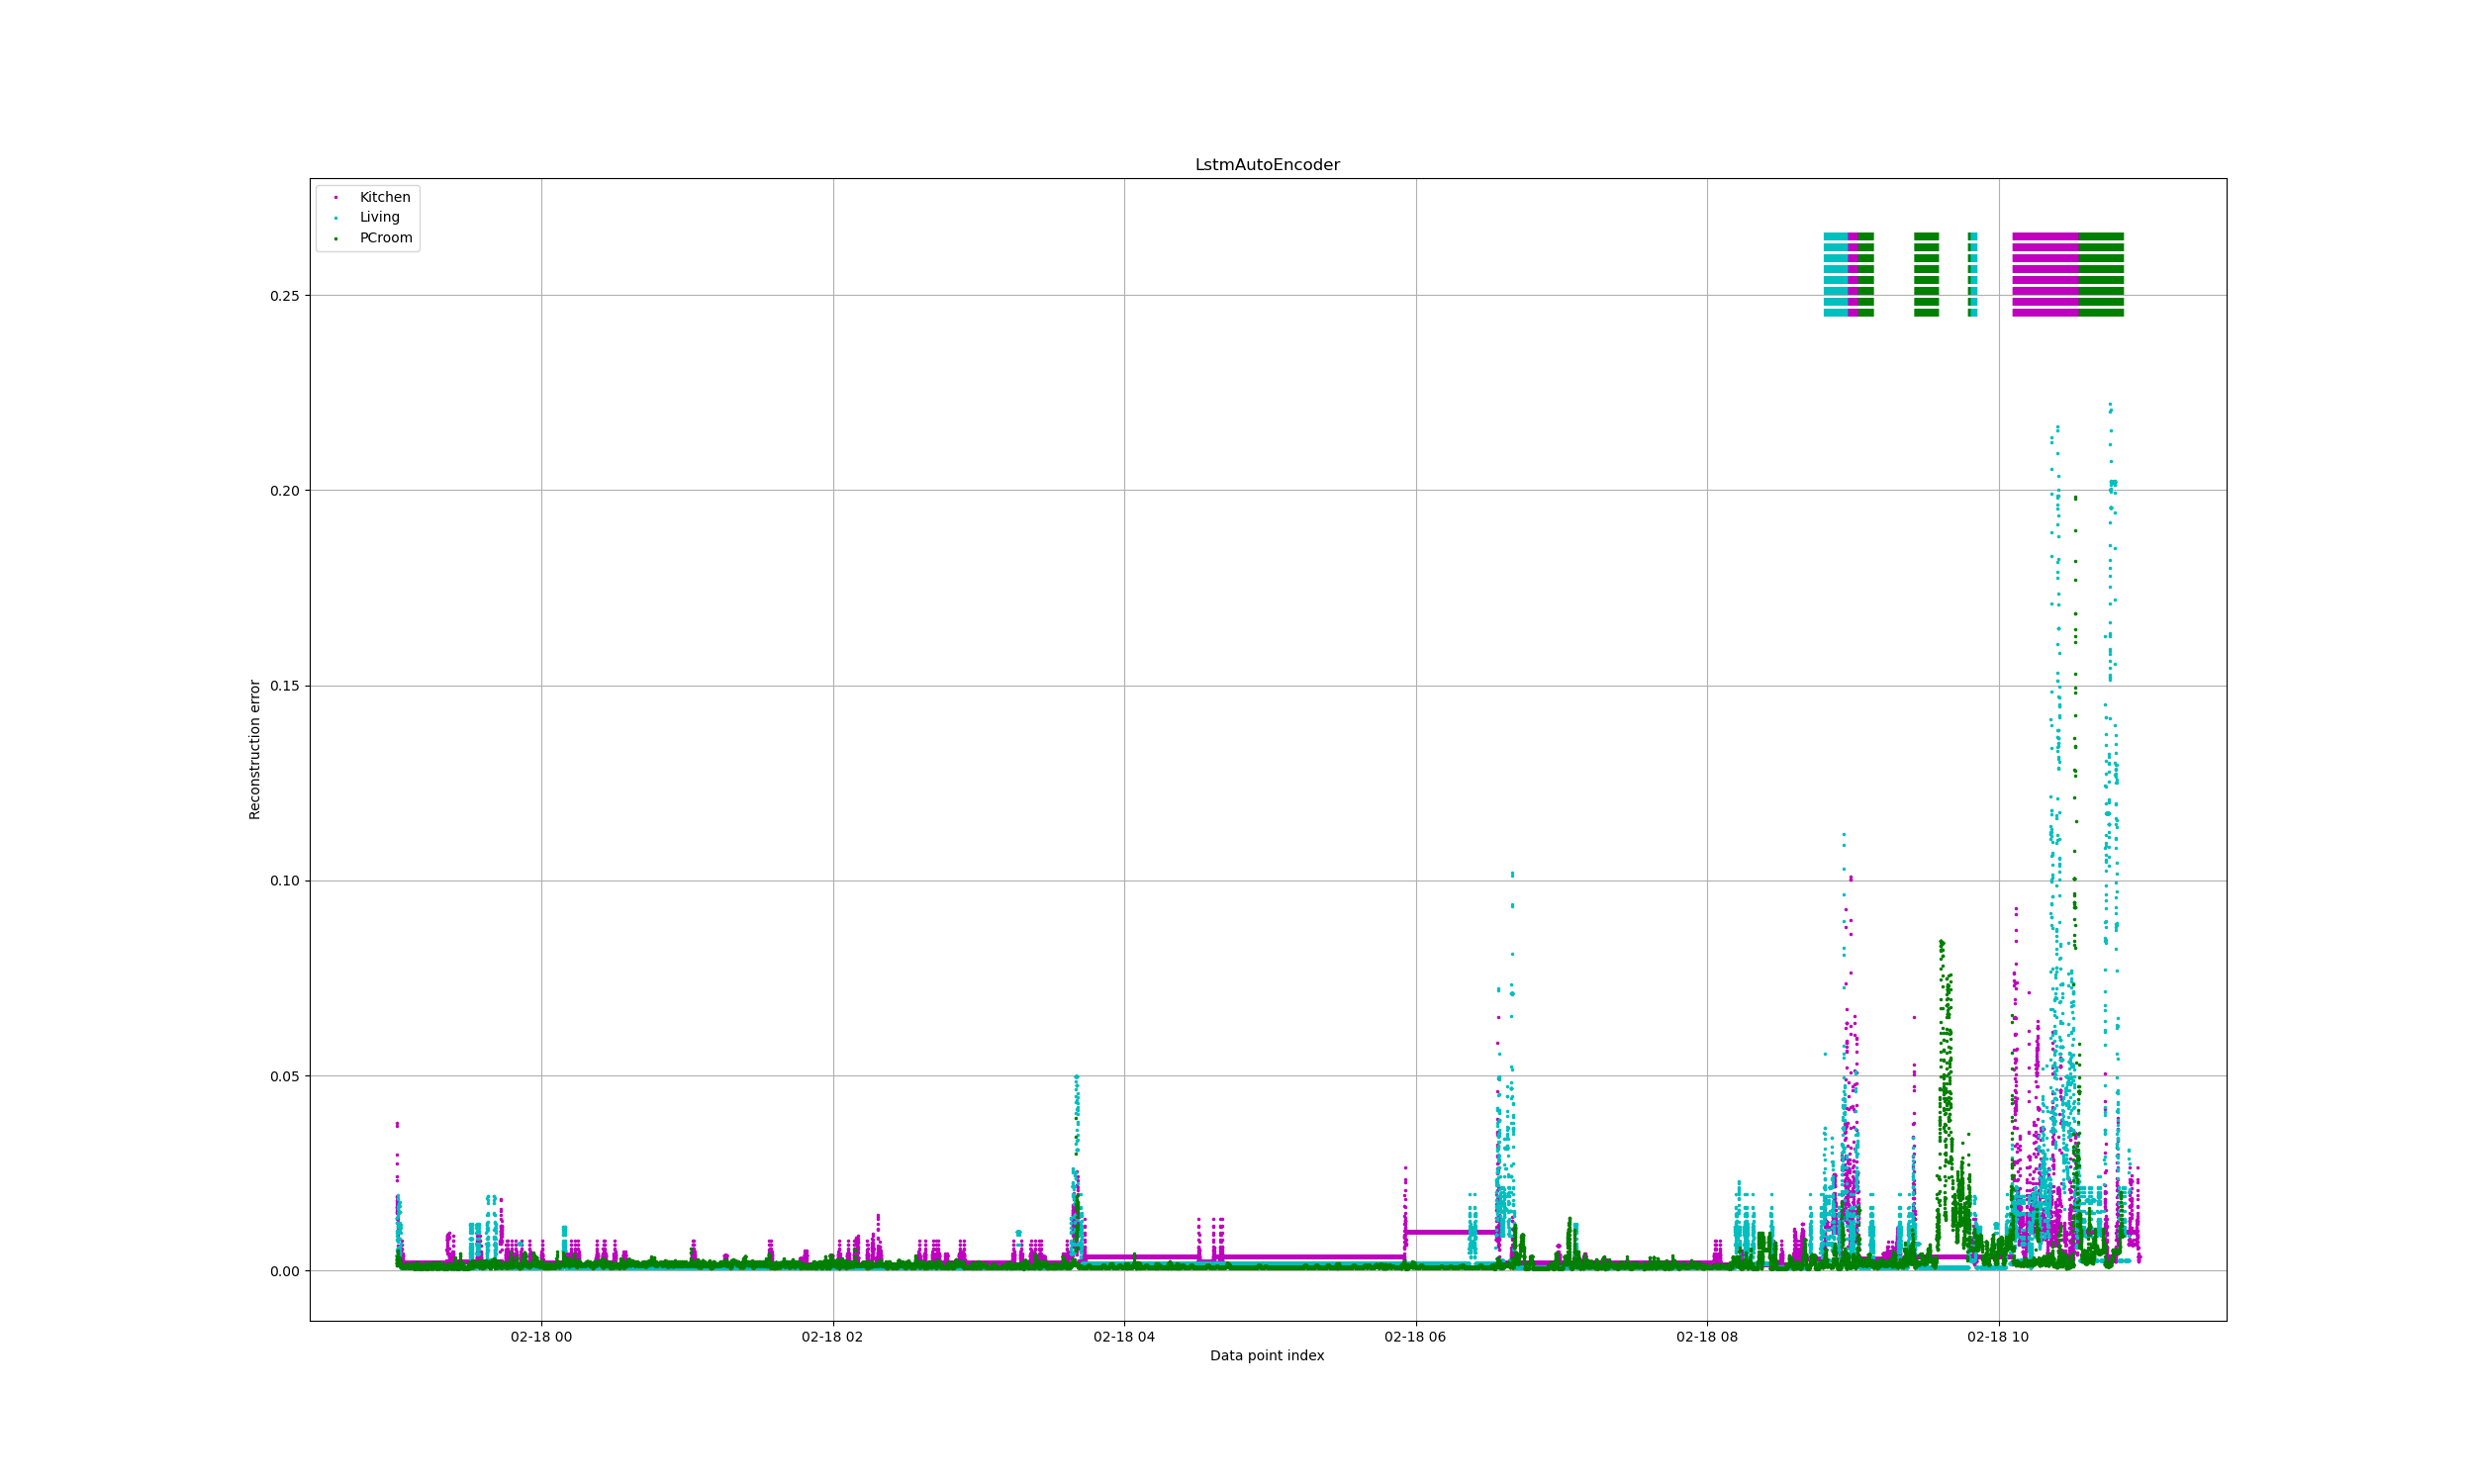 LstmAutoEncoder
Kitchen
Living
PCroom
0.25
0.20
0.15
0.10
0.05
0.00
Reconstruction error
02-18 00
02-18 02
02-18 04
02-18 06
02-18 08
02-18 10
Data point index